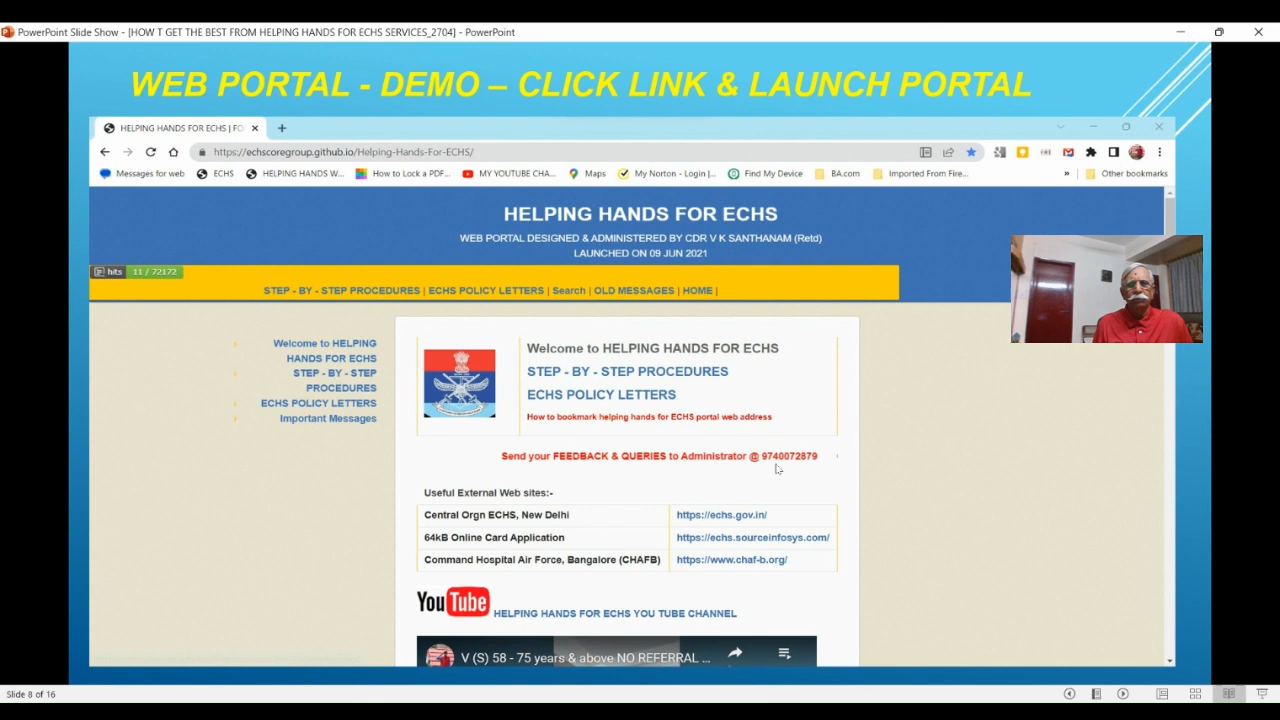 PowerPoint Slide Show - [HOW T GET THE BEST FROM HELPING HANDS FOR ECHS SERVICES_2704] - PowerPoint
WEB PORTAL - DEMO – CLICK LINK & LAUNCH PORTAL
HELPING HANDS FOR ECHS | FO
https://echscoregroup.github.io/Helping-Hands-For-ECHS/
Messages for web ECHS HELPING HANDS W... How to Lock a PDF... MY YOUTUBE CHA... Maps My Norton - Login |... Find My Device BA.com Imported From Fire... » Other bookmarks
HELPING HANDS FOR ECHS
WEB PORTAL DESIGNED & ADMINISTERED BY CDR V K SANTHANAM (Retd)
LAUNCHED ON 09 JUN 2021
hits 11 / 72172
STEP - BY - STEP PROCEDURES | ECHS POLICY LETTERS | Search | OLD MESSAGES | HOME |
Welcome to HELPING
HANDS FOR ECHS
STEP - BY - STEP
PROCEDURES
ECHS POLICY LETTERS
Important Messages
Welcome to HELPING HANDS FOR ECHS
STEP - BY - STEP PROCEDURES
ECHS POLICY LETTERS
How to bookmark helping hands for ECHS portal web address
Send your FEEDBACK & QUERIES to Administrator @ 9740072879
Useful External Web sites:-
Central Orgn ECHS, New Delhi https://echs.gov.in/
64kB Online Card Application https://echs.sourceinfosys.com/
Command Hospital Air Force, Bangalore (CHAFB) https://www.chaf-b.org/
YouTube HELPING HANDS FOR ECHS YOU TUBE CHANNEL
V (S) 58 - 75 years & above NO REFERRAL ...
Slide 8 of 16